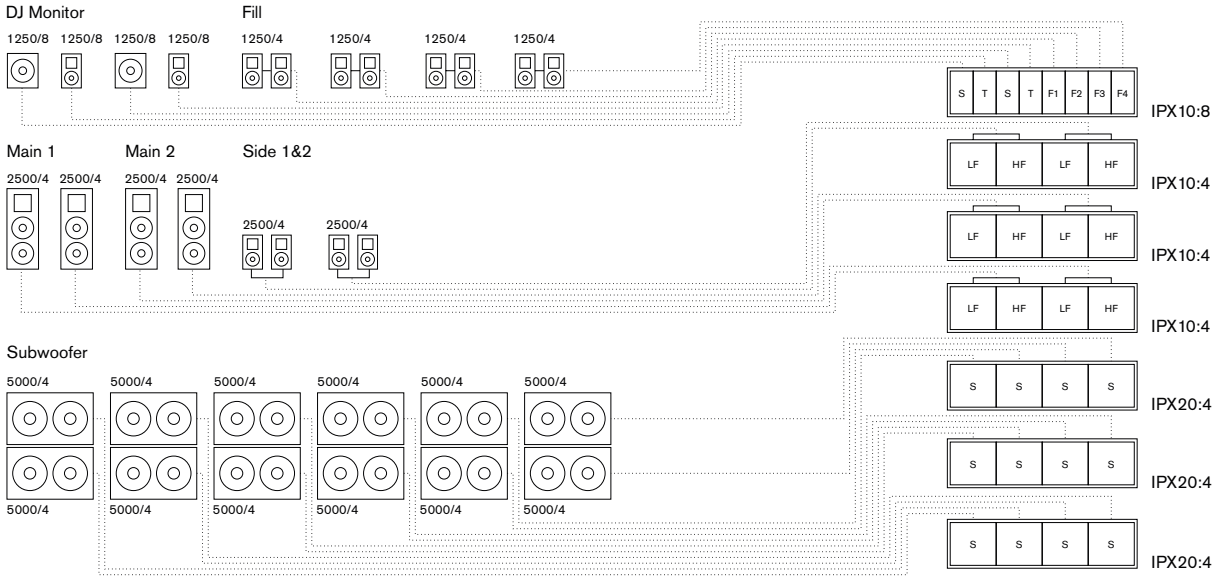 DJ Monitor Fill
1250/8 1250/8 1250/8 1250/8 1250/4 1250/4 1250/4 1250/4
S T S T F1 F2 F3 F4
IPX10:8
Main 1 Main 2 Side 1&2
LF HF LF HF
IPX10:4
2500/4 2500/4 2500/4 2500/4
2500/4 2500/4
LF HF LF HF
IPX10:4
LF HF LF HF
IPX10:4
Subwoofer
5000/4 5000/4 5000/4 5000/4 5000/4 5000/4
S S S S
IPX20:4
S S S S
IPX20:4
5000/4 5000/4 5000/4 5000/4 5000/4 5000/4
S S S S
IPX20:4